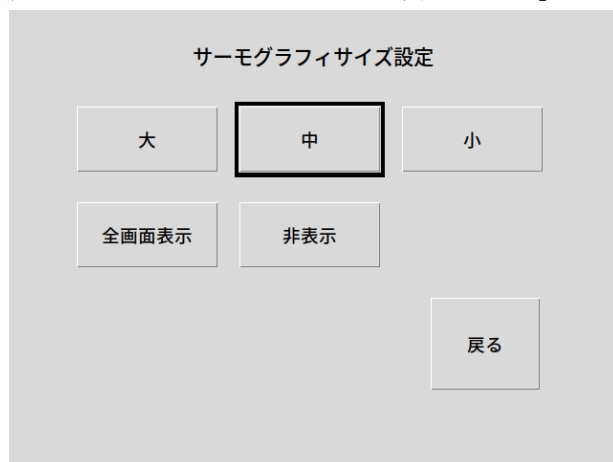 サーモグラフィサイズ設定
大 中 小
全画面表示 非表示
戻る